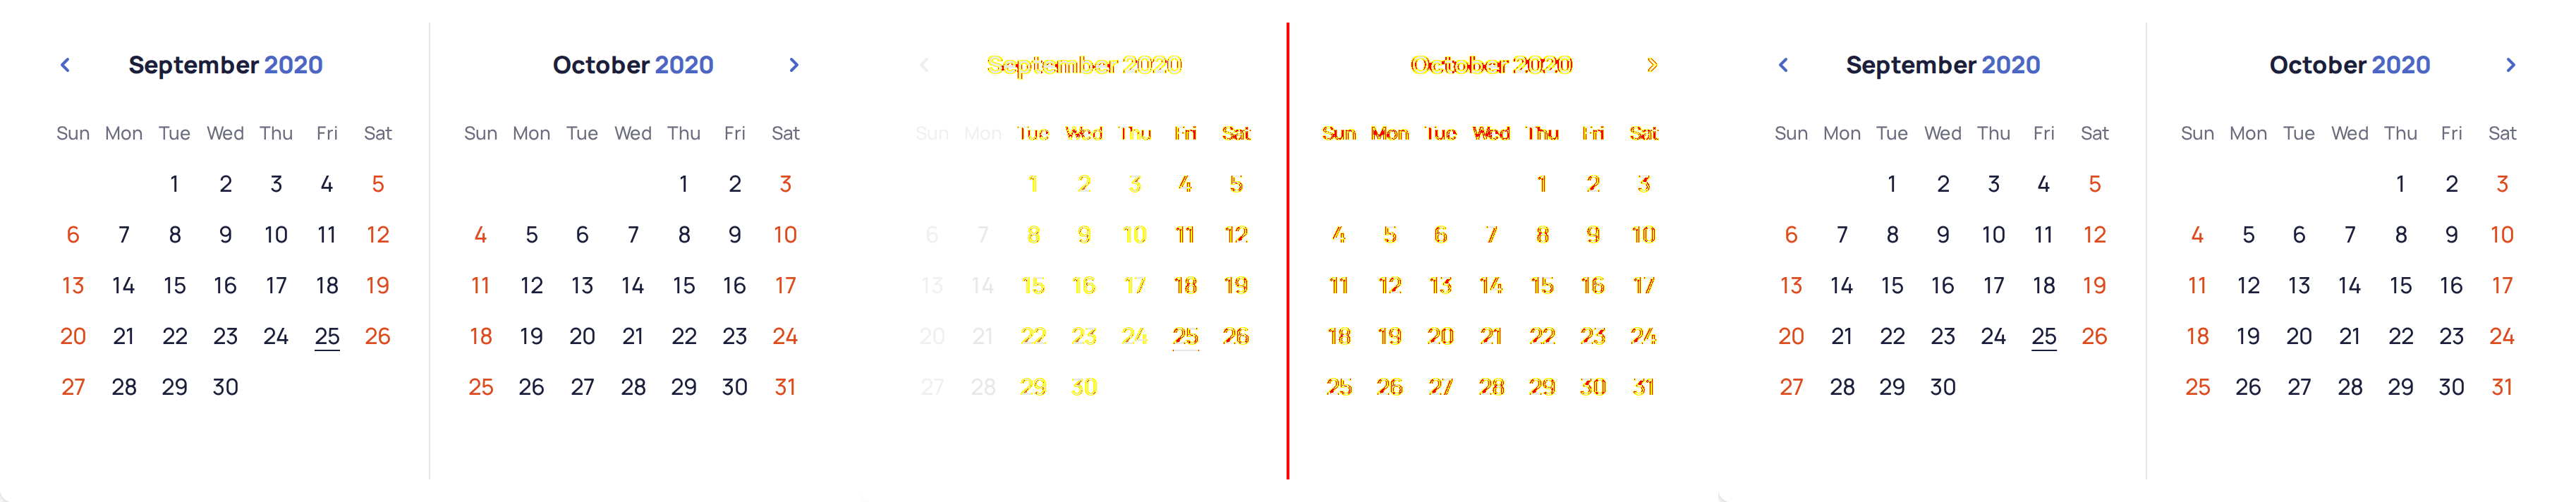 September 2020 October 2020 September 2020 October 2020 September 2020 October 2020
Sun Mon Tue Wed Thu Fri Sat Sun Mon Tue Wed Thu Fri Sat Sun Mon Tue Wed Thu Fri Sat Sun Mon Tue Wed Thu Fri Sat Sun Mon Tue Wed Thu Fri Sat Sun Mon Tue Wed Thu Fri Sat
1 2 3 4 5 1 2 3 1 2 3 4 5 1 2 3 1 2 3 4 5 1 2 3
6 7 8 9 10 11 12 4 5 6 7 8 9 10 6 7 8 9 10 11 12 4 5 6 7 8 9 10 6 7 8 9 10 11 12 4 5 6 7 8 9 10
13 14 15 16 17 18 19 11 12 13 14 15 16 17 13 14 15 16 17 18 19 11 12 13 14 15 16 17 13 14 15 16 17 18 19 11 12 13 14 15 16 17
20 21 22 23 24 25 26 18 19 20 21 22 23 24 20 21 22 23 24 25 26 18 19 20 21 22 23 24 20 21 22 23 24 25 26 18 19 20 21 22 23 24
27 28 29 30 25 26 27 28 29 30 31 27 28 29 30 25 26 27 28 29 30 31 27 28 29 30 25 26 27 28 29 30 31